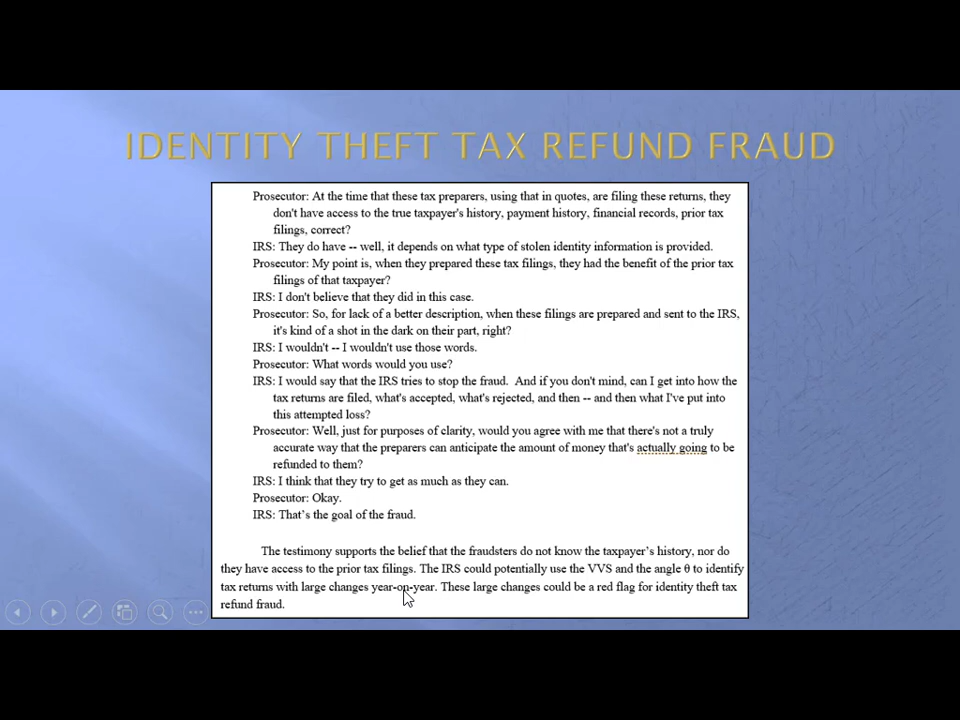 IDENTITY THEFT TAX REFUND FRAUD
Prosecutor: At the time that these tax preparers, using that in quotes, are filing these returns, they
don't have access to the true taxpayer's history, payment history, financial records, prior tax
filings, correct?
IRS: They do have -- well, it depends on what type of stolen identity information is provided.
Prosecutor: My point is, when they prepared these tax filings, they had the benefit of the prior tax
filings of that taxpayer?
IRS: I don't believe that they did in this case.
Prosecutor: So, for lack of a better description, when these filings are prepared and sent to the IRS,
it's kind of a shot in the dark on their part, right?
IRS: I wouldn't -- I wouldn't use those words.
Prosecutor: What words would you use?
IRS: I would say that the IRS tries to stop the fraud.  And if you don't mind, can I get into how the
tax returns are filed, what's accepted, what's rejected, and then -- and then what I've put into
this attempted loss?
Prosecutor: Well, just for purposes of clarity, would you agree with me that there's not a truly
accurate way that the preparers can anticipate the amount of money that's actually going to be
refunded to them?
IRS: I think that they try to get as much as they can.
Prosecutor: Okay.
IRS: That's the goal of the fraud.
The testimony supports the belief that the fraudsters do not know the taxpayer's history, nor do
they have access to the prior tax filings. The IRS could potentially use the VVS and the angle θ to identify
tax returns with large changes year-on-year. These large changes could be a red flag for identity theft tax
refund fraud.